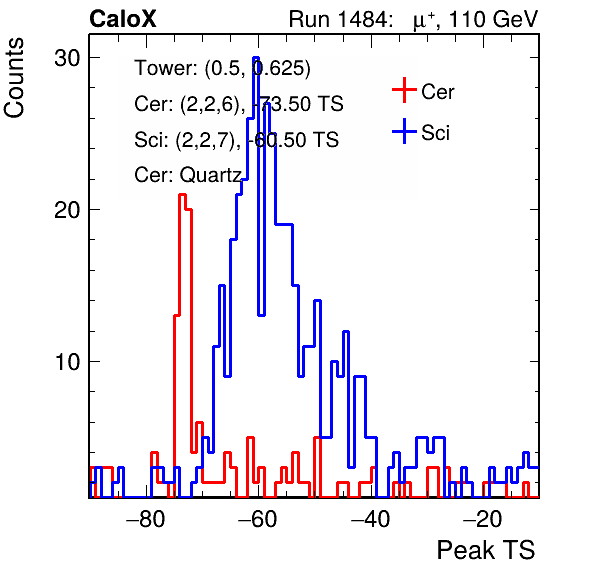 CaloX Run 1484: μ⁺, 110 GeV
Counts
30
20
10
Tower: (0.5, 0.625)
Cer: (2,2,6), -73.50 TS
Sci: (2,2,7), -60.50 TS
Cer: Quartz
Cer
Sci
−80 −60 −40 −20
Peak TS